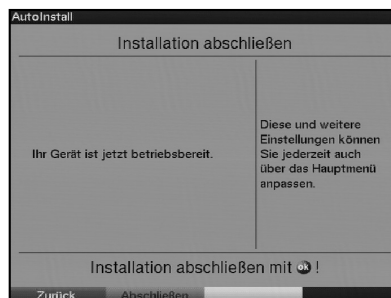 AutoInstall
Installation abschließen
Ihr Gerät ist jetzt betriebsbereit.
Diese und weitere
Einstellungen können
Sie jederzeit auch
über das Hauptmenü
anpassen.
Installation abschließen mit ok !
Zurück Abschließen